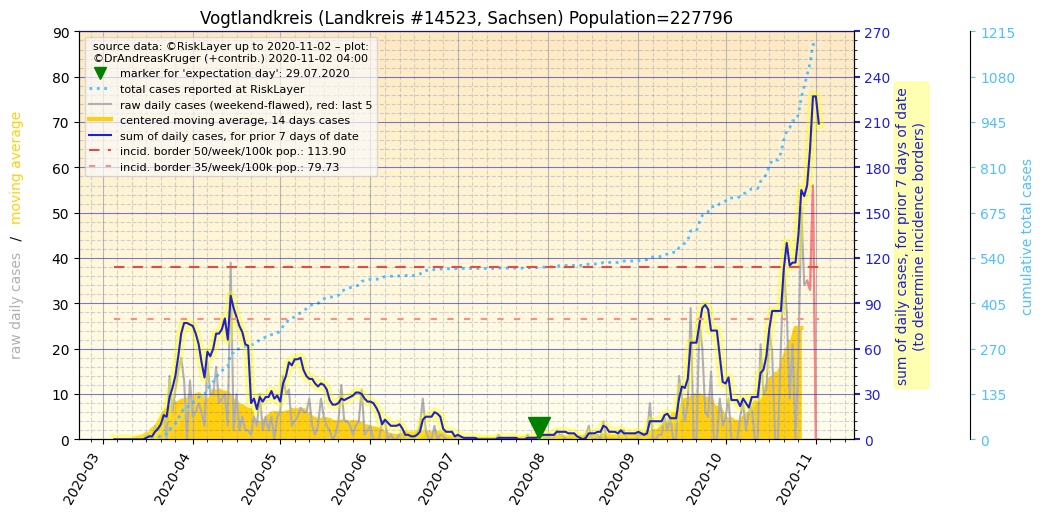 Vogtlandkreis (Landkreis #14523, Sachsen) Population=227796
source data: ©RiskLayer up to 2020-11-02 – plot:
©DrAndreasKruger (+contrib.) 2020-11-02 04:00
marker for 'expectation day': 29.07.2020
total cases reported at RiskLayer
raw daily cases (weekend-flawed), red: last 5
centered moving average, 14 days cases
sum of daily cases, for prior 7 days of date
incid. border 50/week/100k pop.: 113.90
incid. border 35/week/100k pop.: 79.73
raw daily cases / moving average
90
80
70
60
50
40
30
20
10
0
2020-03
2020-04
2020-05
2020-06
2020-07
2020-08
2020-09
2020-10
2020-11
270
240
210
180
150
120
90
60
30
0
sum of daily cases, for prior 7 days of date
(to determine incidence borders)
1215
1080
945
810
675
540
405
270
135
0
cumulative total cases